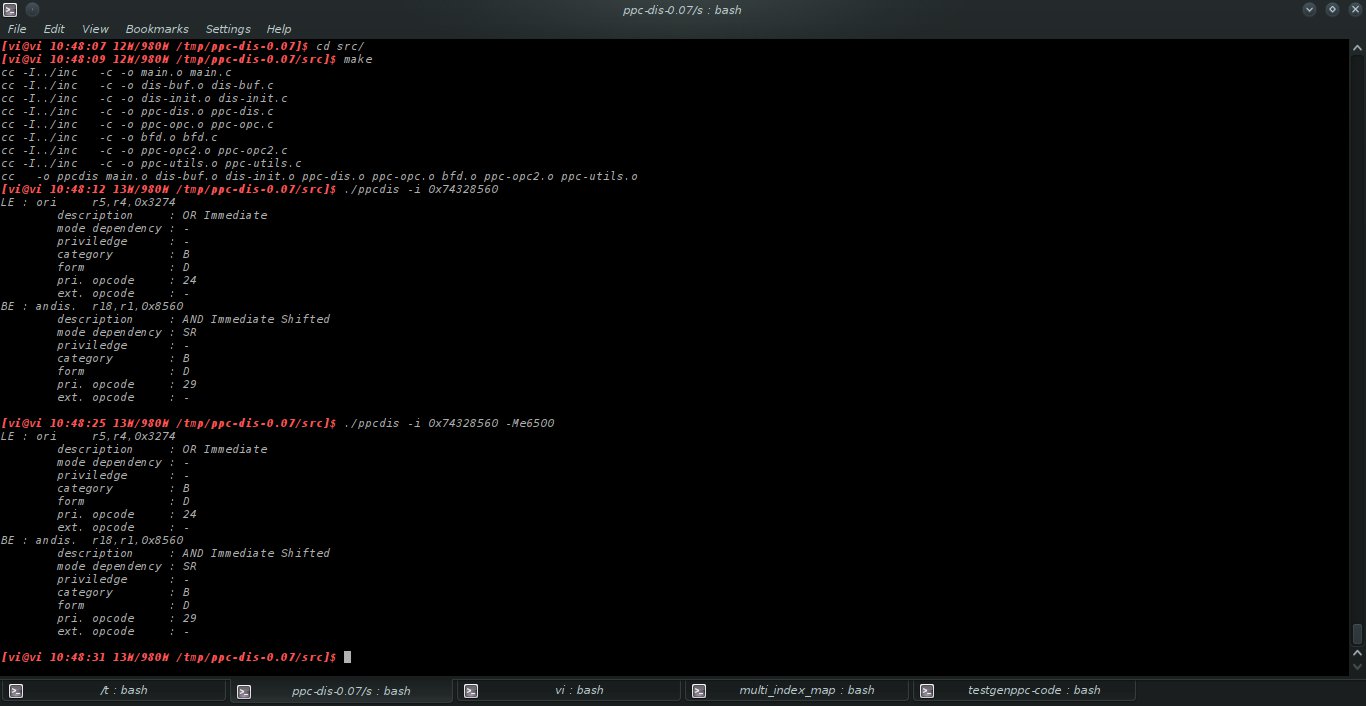 ppc-dis-0.07/s : bash
File Edit View Bookmarks Settings Help
[vi@vi 10:48:07 12M/980M /tmp/ppc-dis-0.07]$ cd src/
[vi@vi 10:48:09 12M/980M /tmp/ppc-dis-0.07/src]$ make
cc -I../inc   -c -o main.o main.c
cc -I../inc   -c -o dis-buf.o dis-buf.c
cc -I../inc   -c -o dis-init.o dis-init.c
cc -I../inc   -c -o ppc-dis.o ppc-dis.c
cc -I../inc   -c -o ppc-opc.o ppc-opc.c
cc -I../inc   -c -o bfd.o bfd.c
cc -I../inc   -c -o ppc-opc2.o ppc-opc2.c
cc -I../inc   -c -o ppc-utils.o ppc-utils.c
cc   -o ppcdis main.o dis-buf.o dis-init.o ppc-dis.o ppc-opc.o bfd.o ppc-opc2.o ppc-utils.o
[vi@vi 10:48:12 13M/980M /tmp/ppc-dis-0.07/src]$ ./ppcdis -i 0x74328560
LE : ori     r5,r4,0x3274
        description     : OR Immediate
        mode dependency : -
        priviledge      : -
        category        : B
        form            : D
        pri. opcode     : 24
        ext. opcode     : -
BE : andis.  r18,r1,0x8560
        description     : AND Immediate Shifted
        mode dependency : SR
        priviledge      : -
        category        : B
        form            : D
        pri. opcode     : 29
        ext. opcode     : -
[vi@vi 10:48:25 13M/980M /tmp/ppc-dis-0.07/src]$ ./ppcdis -i 0x74328560 -Me6500
LE : ori     r5,r4,0x3274
        description     : OR Immediate
        mode dependency : -
        priviledge      : -
        category        : B
        form            : D
        pri. opcode     : 24
        ext. opcode     : -
BE : andis.  r18,r1,0x8560
        description     : AND Immediate Shifted
        mode dependency : SR
        priviledge      : -
        category        : B
        form            : D
        pri. opcode     : 29
        ext. opcode     : -
[vi@vi 10:48:31 13M/980M /tmp/ppc-dis-0.07/src]$
/t : bash
ppc-dis-0.07/s : bash
vi : bash
multi_index_map : bash
testgenppc-code : bash